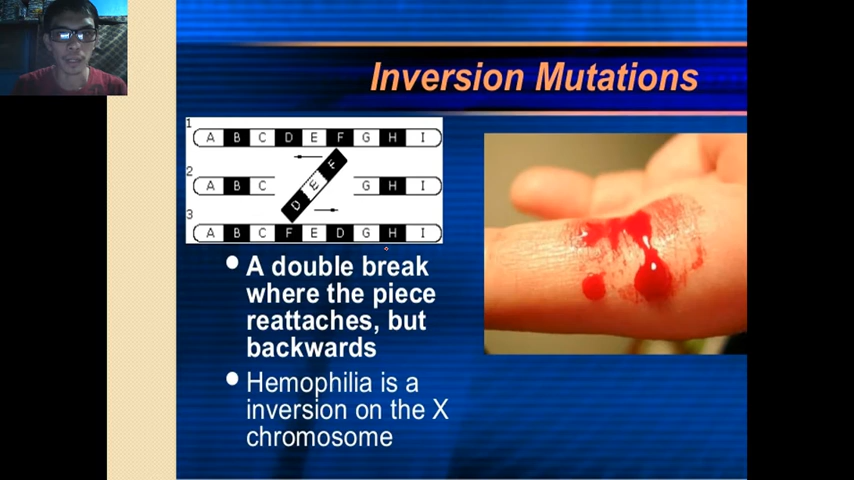 Inversion Mutations
1
A B C D E F G H I
2
A B C D E F G H I
3
A B C F E D G H I
A double break
where the piece
reattaches, but
backwards
Hemophilia is a
inversion on the X
chromosome